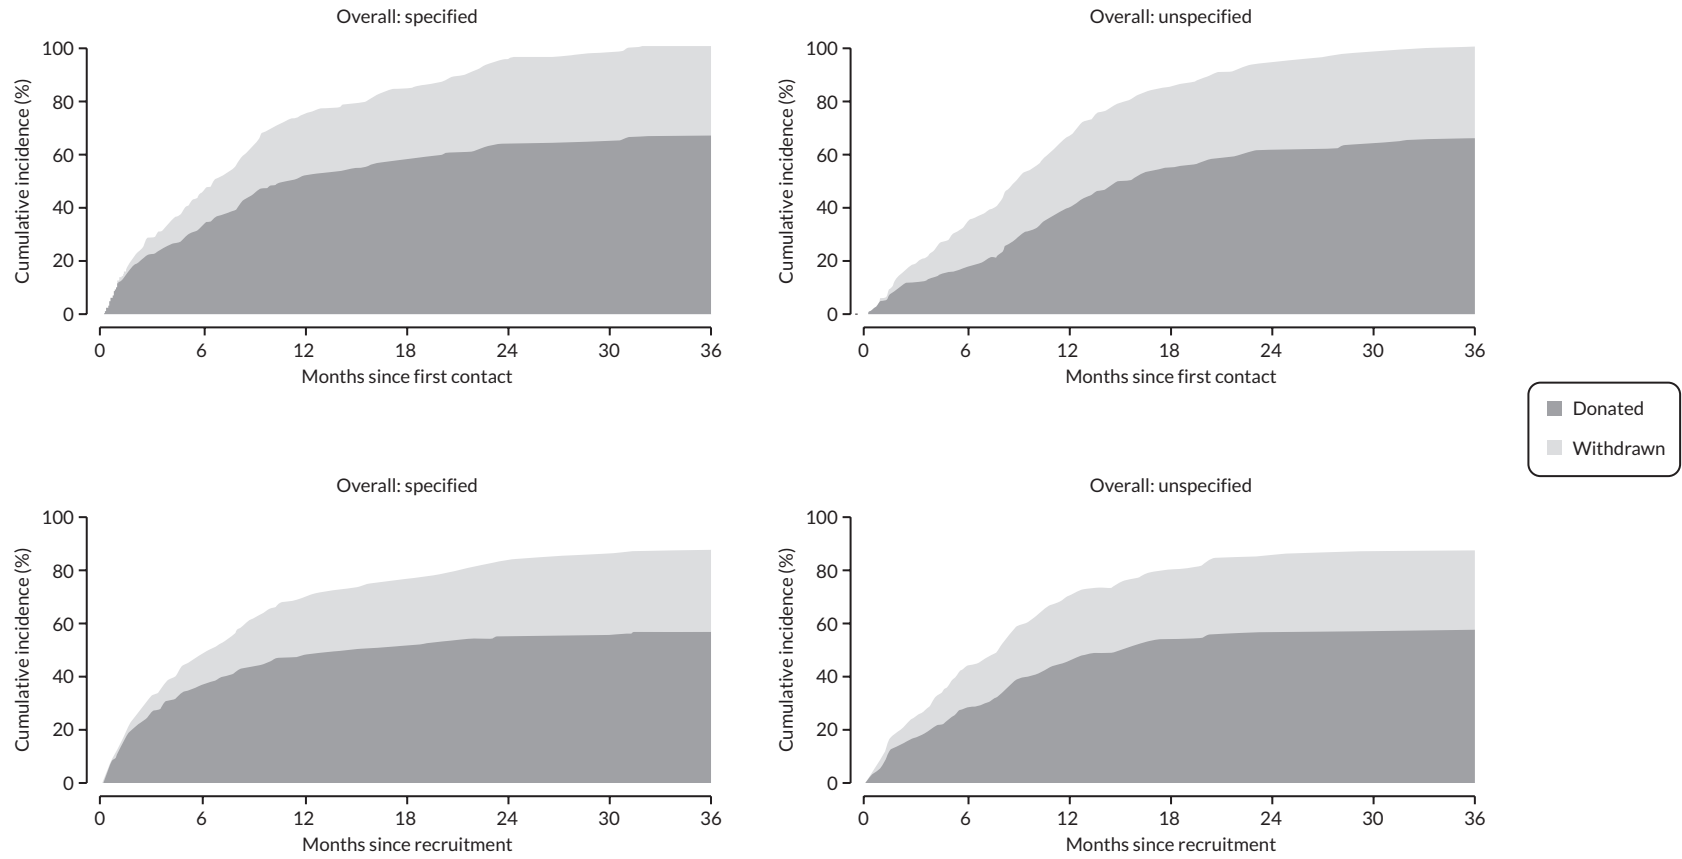 Overall: specified
Cumulative incidence (%)
100
80
60
40
20
0
0 6 12 18 24 30 36
Months since first contact
Overall: unspecified
Cumulative incidence (%)
100
80
60
40
20
0
0 6 12 18 24 30 36
Months since first contact
Donated
Withdrawn
Overall: specified
Cumulative incidence (%)
100
80
60
40
20
0
0 6 12 18 24 30 36
Months since recruitment
Overall: unspecified
Cumulative incidence (%)
100
80
60
40
20
0
0 6 12 18 24 30 36
Months since recruitment